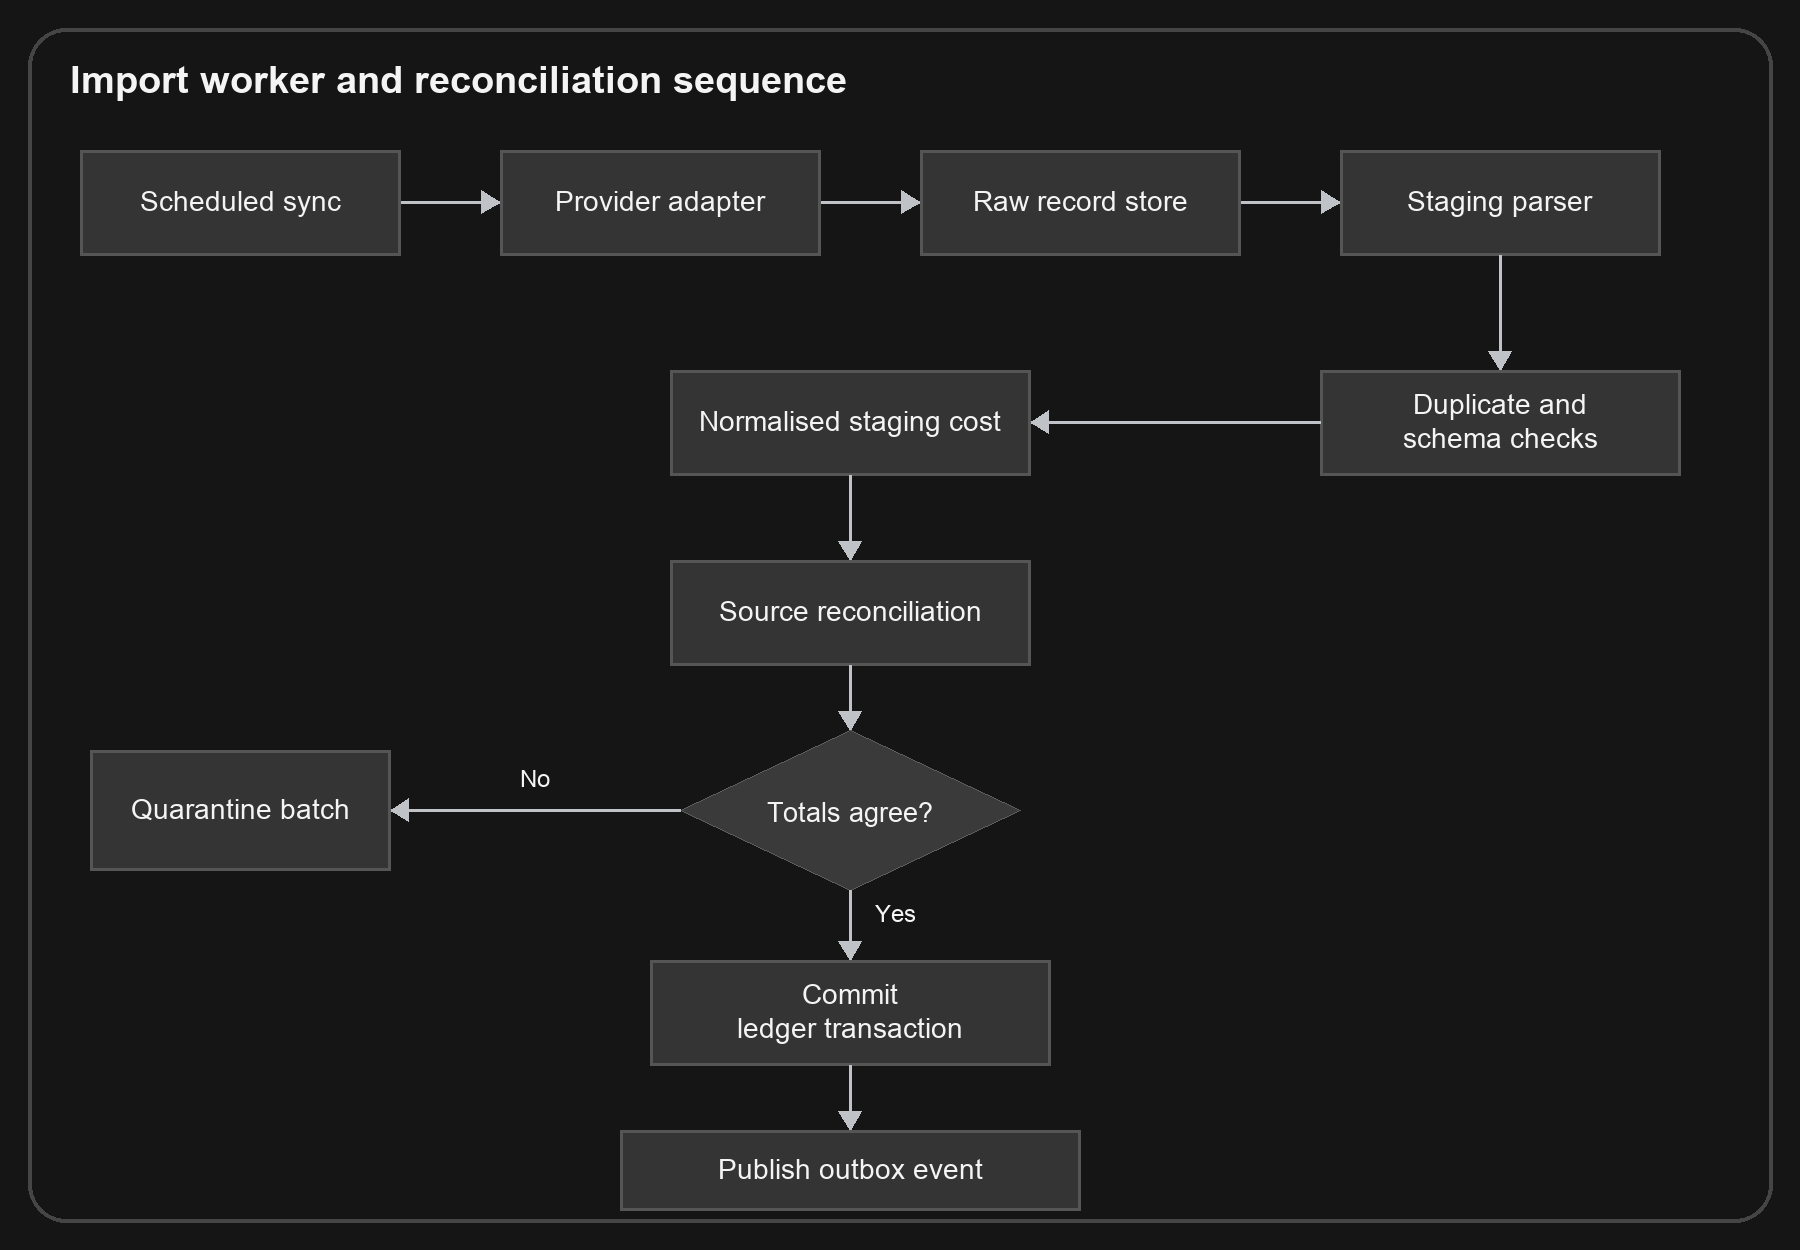 Import worker and reconciliation sequence
Scheduled sync
Provider adapter
Raw record store
Staging parser
Normalised staging cost
Duplicate and
schema checks
Source reconciliation
Quarantine batch
No
Totals agree?
Yes
Commit
ledger transaction
Publish outbox event